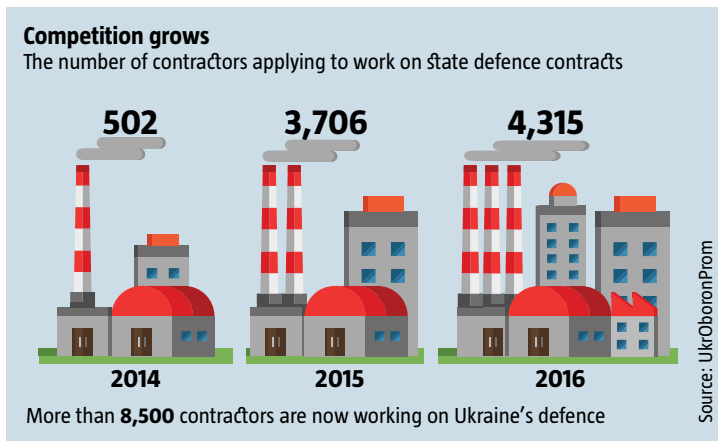 Competition grows
The number of contractors applying to work on state defence contracts
502
3,706
4,315
2014
2015
2016
More than 8,500 contractors are now working on Ukraine's defence
Source: UkrOboronProm